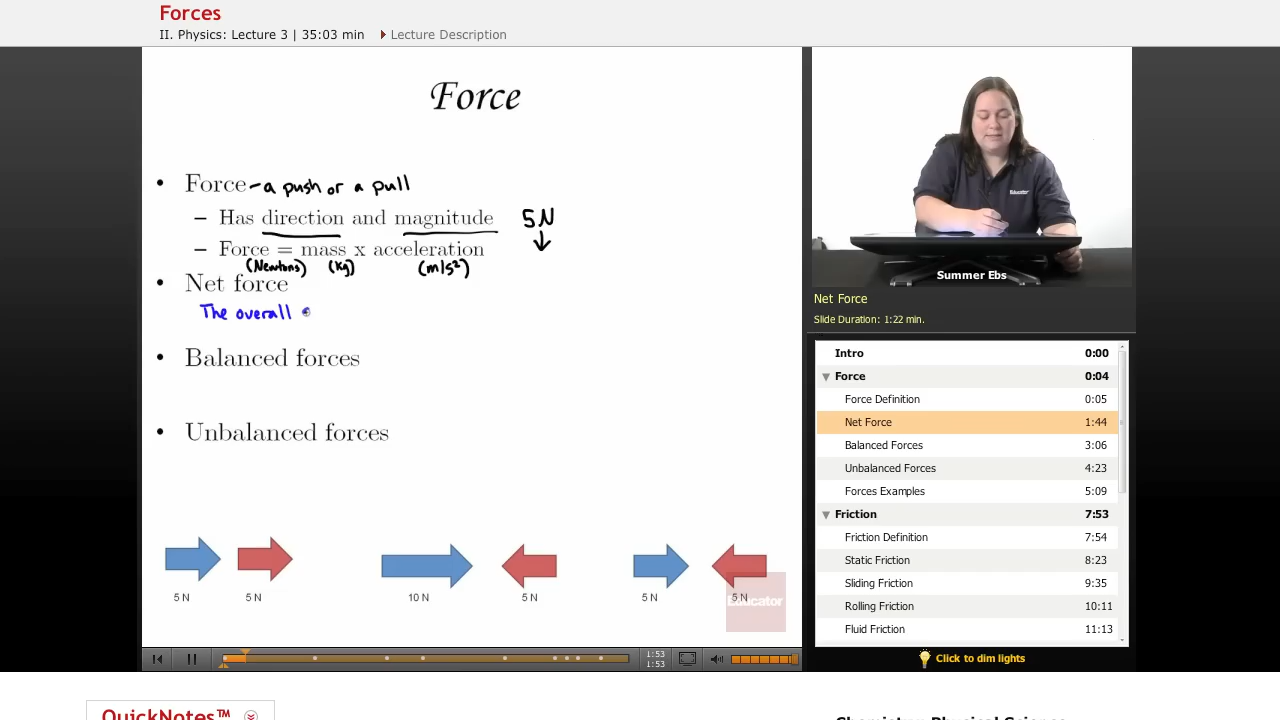 Forces
II. Physics: Lecture 3 | 35:03 min
Lecture Description
Force
• Force - a push or a pull
– Has direction and magnitude 5N
– Force = mass x acceleration
(Newtons) (kg) (m/s²)
• Net force
The overall
• Balanced forces
• Unbalanced forces
5 N 5 N 10 N 5 N 5 N 5 N
Educator
1:53
1:53
Educator
Summer Ebs
Net Force
Slide Duration: 1:22 min.
Intro 0:00
Force 0:04
Force Definition 0:05
Net Force 1:44
Balanced Forces 3:06
Unbalanced Forces 4:23
Forces Examples 5:09
Friction 7:53
Friction Definition 7:54
Static Friction 8:23
Sliding Friction 9:35
Rolling Friction 10:11
Fluid Friction 11:13
Click to dim lights
QuickNotes™
Chemistry: Physical Science